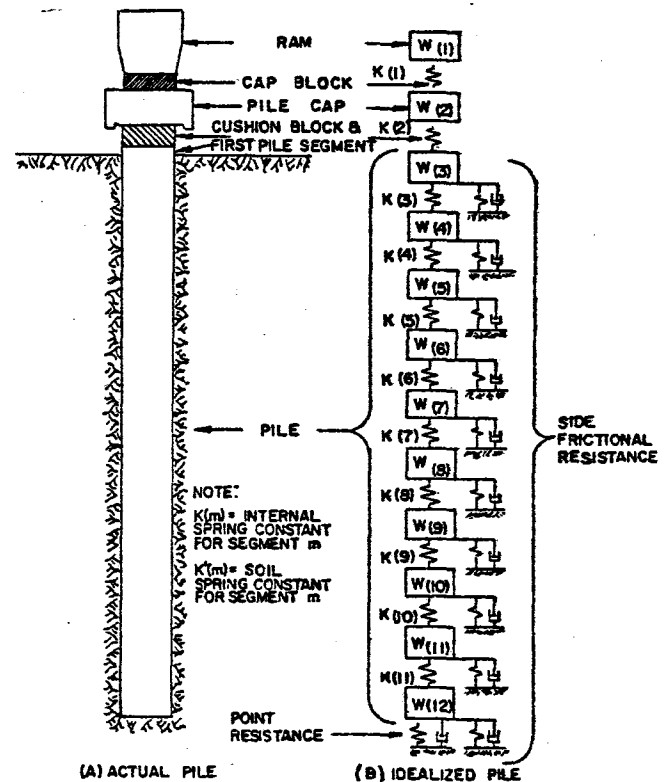 RAM
CAP BLOCK
PILE CAP
CUSHION BLOCK &
FIRST PILE SEGMENT
PILE
NOTE:
K(m) = INTERNAL
SPRING CONSTANT
FOR SEGMENT m
K'(m) = SOIL
SPRING CONSTANT
FOR SEGMENT m
POINT
RESISTANCE
W(1)
K(1)
W(2)
K(2)
W(3)
K(3)
W(4)
K(4)
W(5)
K(5)
W(6)
K(6)
W(7)
K(7)
W(8)
K(8)
W(9)
K(9)
W(10)
K(10)
W(11)
K(11)
W(12)
SIDE
FRICTIONAL
RESISTANCE
(A) ACTUAL PILE
(B) IDEALIZED PILE